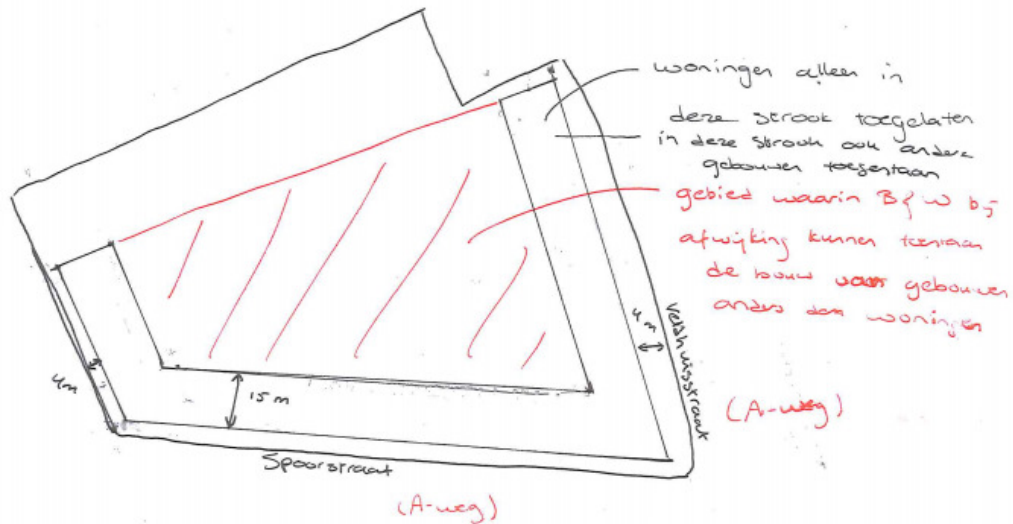 woningen alleen in
deze strook toegelaten
in deze strook ook andere
gebouwen toegestaan
gebied waarin B & W bij
afwijking kunnen toestaan
de bouw van gebouwen
anders dan woningen
4m
Veldhuisstraat
(A-weg)
4m
15 m
Spoorstraat
(A-weg)